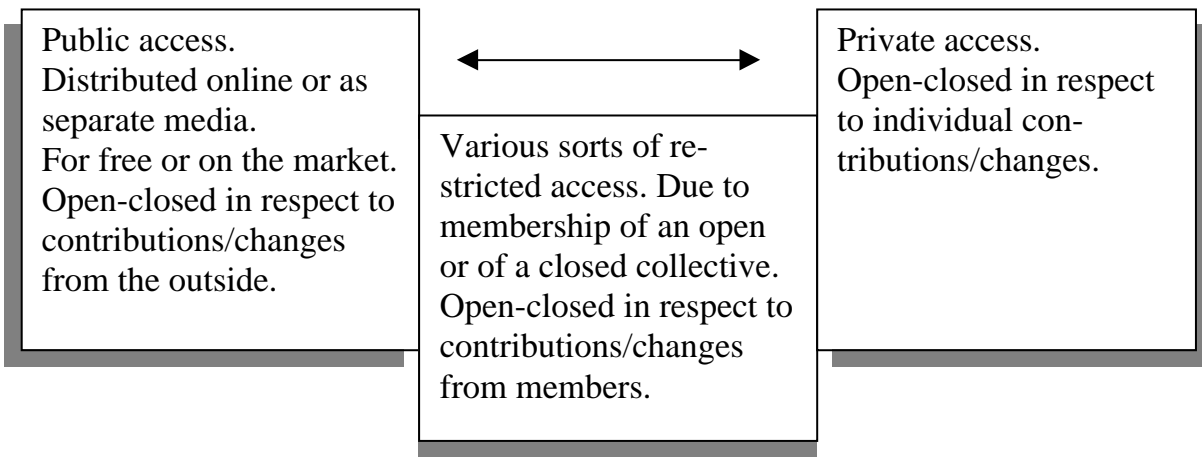 Public access.
Distributed online or as
separate media.
For free or on the market.
Open-closed in respect to
contributions/changes
from the outside.
Various sorts of re-
stricted access. Due to
membership of an open
or of a closed collective.
Open-closed in respect to
contributions/changes
from members.
Private access.
Open-closed in respect
to individual con-
tributions/changes.